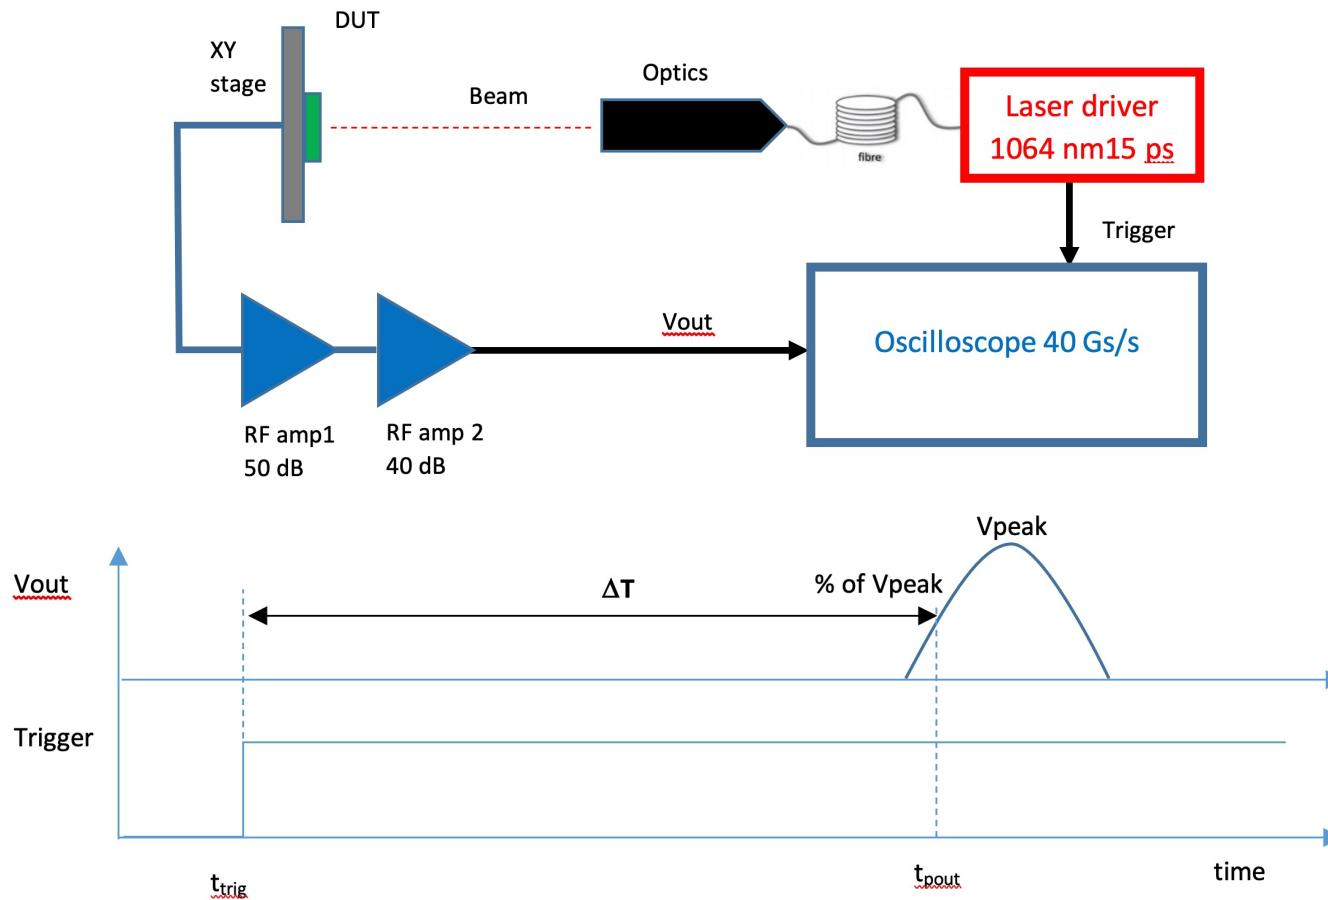 DUT
XY
stage
Optics
Beam
fibre
Laser driver
1064 nm15 ps
Trigger
Vout
Oscilloscope 40 Gs/s
RF amp1
50 dB
RF amp 2
40 dB
Vpeak
Vout
ΔT
% of Vpeak
Trigger
ttrig
tpout
time